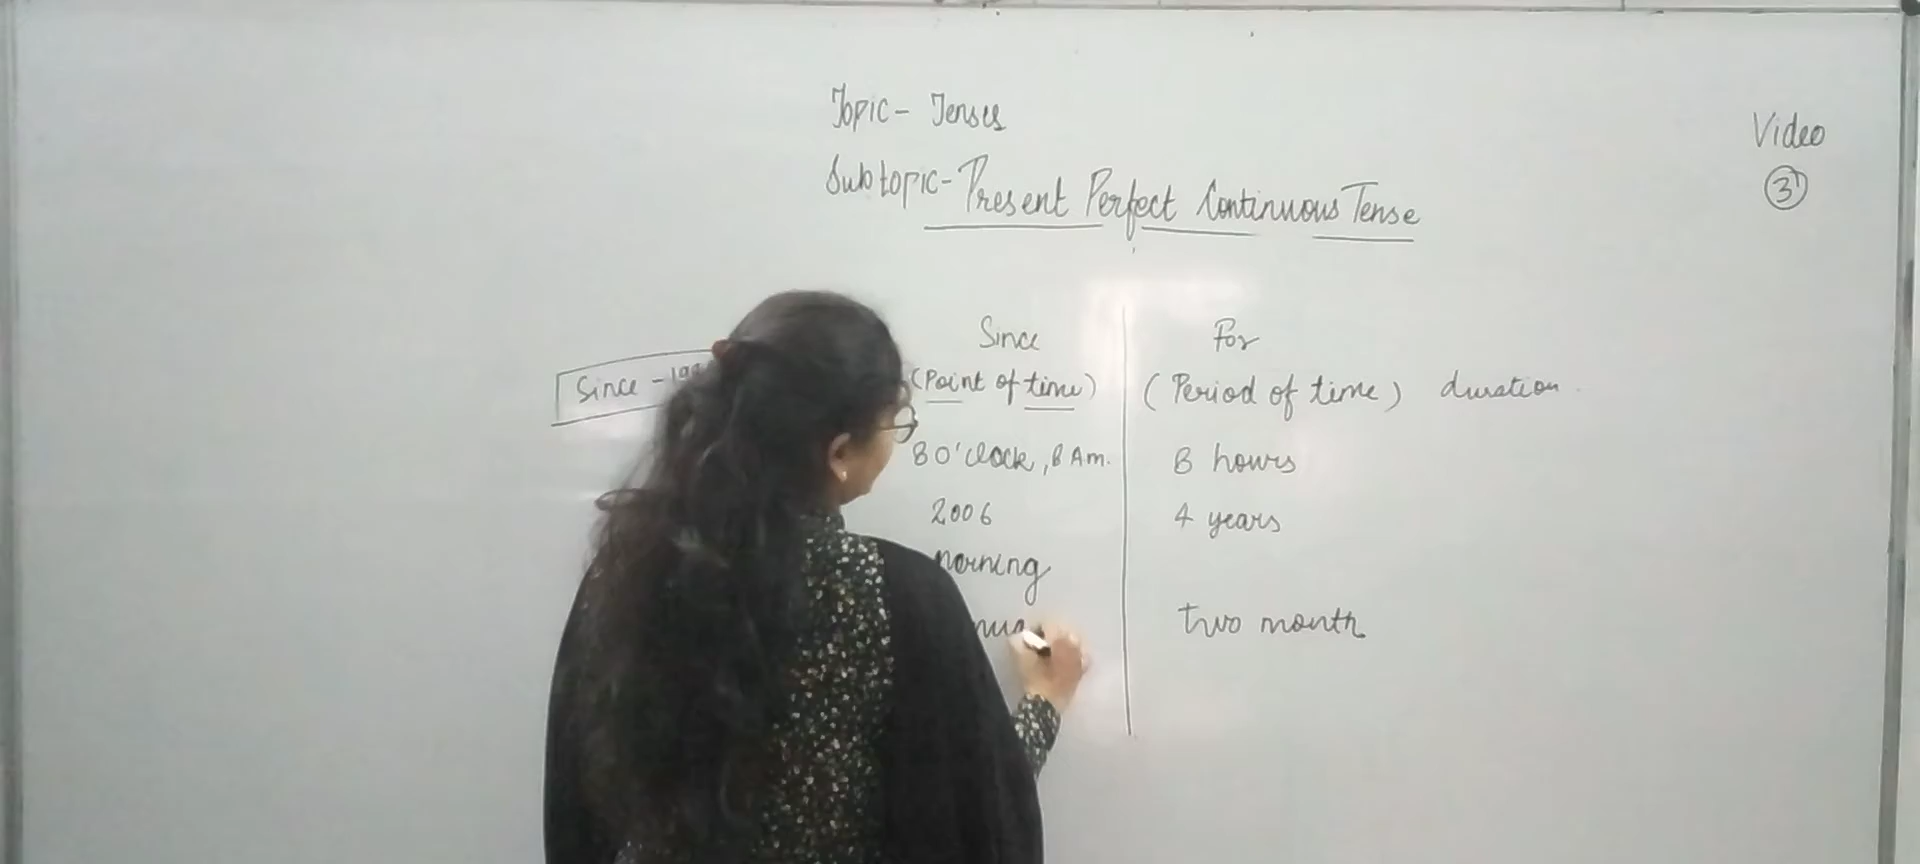 Topic - Tenses
Subtopic - Present Perfect Continuous Tense
Video
3
Since
For
Since -
(Point of time)
(Period of time) duration
8 O'clock, 8 Am.
8 hours
2006
4 years
morning
two month